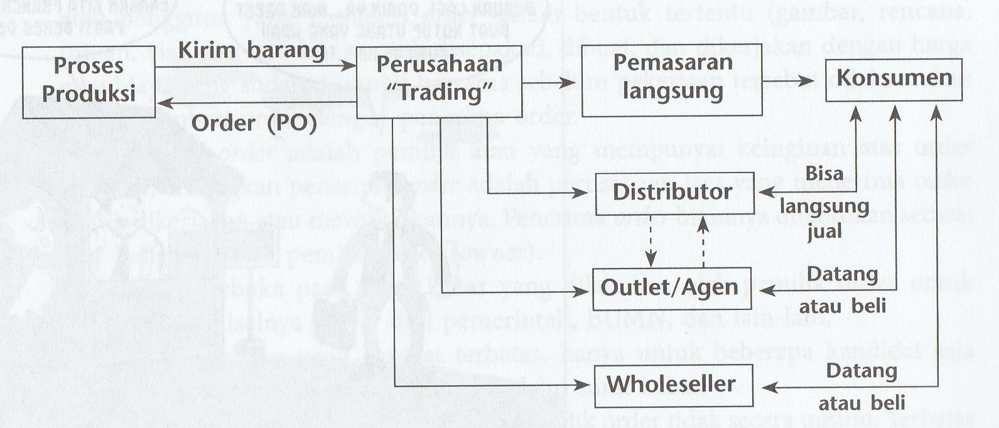 Proses
Produksi
Kirim barang
Order (PO)
Perusahaan
“Trading”
Pemasaran
langsung
Konsumen
Distributor
Bisa
langsung
jual
Outlet/Agen
Datang
atau beli
Wholeseller
Datang
atau beli